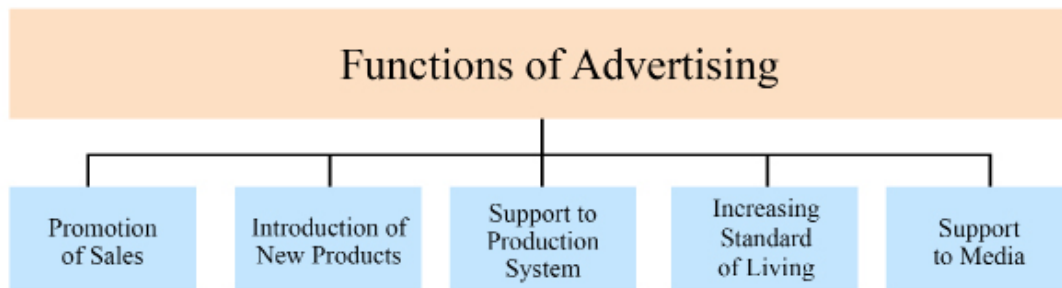 Functions of Advertising
Promotion
of Sales
Introduction of
New Products
Support to
Production
System
Increasing
Standard
of Living
Support
to Media